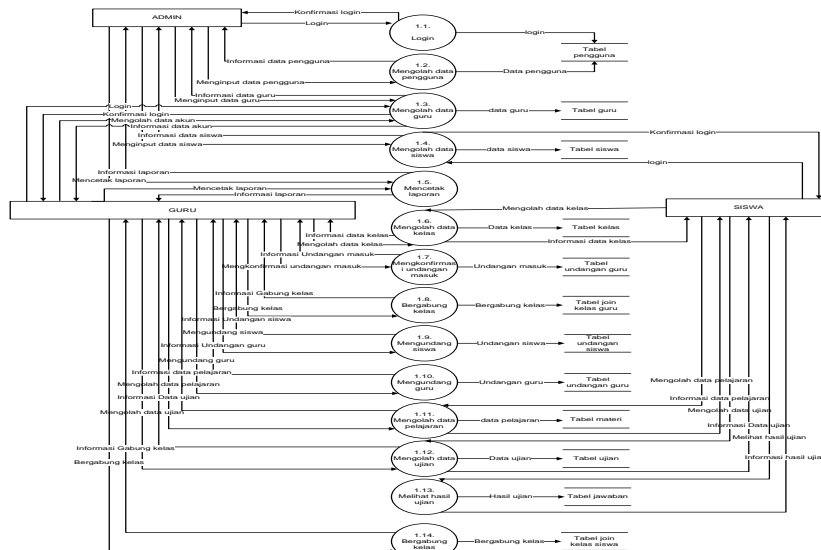 ADMIN
Konfirmasi login
Login
1.1.
Login
login
Tabel
pengguna
Informasi data pengguna
1.2.
Mengolah data
pengguna
Data pengguna
Menginput data pengguna
Informasi data guru
Menginput data guru
Login
1.3.
Mengolah data
guru
data guru
Tabel guru
Konfirmasi login
Mengolah data akun
Informasi data akun
Informasi data siswa
Menginput data siswa
1.4.
Mengolah data
siswa
data siswa
Tabel siswa
Konfirmasi login
login
Informasi laporan
Mencetak laporan
1.5.
Mencetak
laporan
Mencetak laporan
Informasi laporan
GURU
SISWA
Mengolah data kelas
1.6.
Mengolah data
kelas
Data kelas
Tabel kelas
Informasi data kelas
Informasi data kelas
Mengolah data kelas
Informasi Undangan masuk
Mengkonfirmasi undangan masuk
1.7.
Mengkonfirmas
i undangan
masuk
Undangan masuk
Tabel
undangan guru
Informasi Gabung kelas
Bergabung kelas
1.8.
Bergabung
kelas
Bergabung kelas
Tabel join
kelas guru
Informasi Undangan siswa
Mengundang siswa
1.9.
Mengundang
siswa
Undangan siswa
Tabel
undangan
siswa
Informasi Undangan guru
Mengundang guru
1.10.
Mengundang
guru
Undangan guru
Tabel
undangan guru
Informasi data pelajaran
Mengolah data pelajaran
Mengolah data pelajaran
Informasi data pelajaran
1.11.
Mengolah data
pelajaran
data pelajaran
Tabel materi
Informasi Data ujian
Mengolah data ujian
Mengolah data ujian
Informasi Data ujian
1.12.
Mengolah data
ujian
Data ujian
Tabel ujian
Melihat hasil ujian
Informasi hasil ujian
Informasi Gabung kelas
Bergabung kelas
1.13.
Melihat hasil
ujian
Hasil ujian
Tabel jawaban
1.14.
Bergabung
kelas
Bergabung kelas
Tabel join
kelas siswa